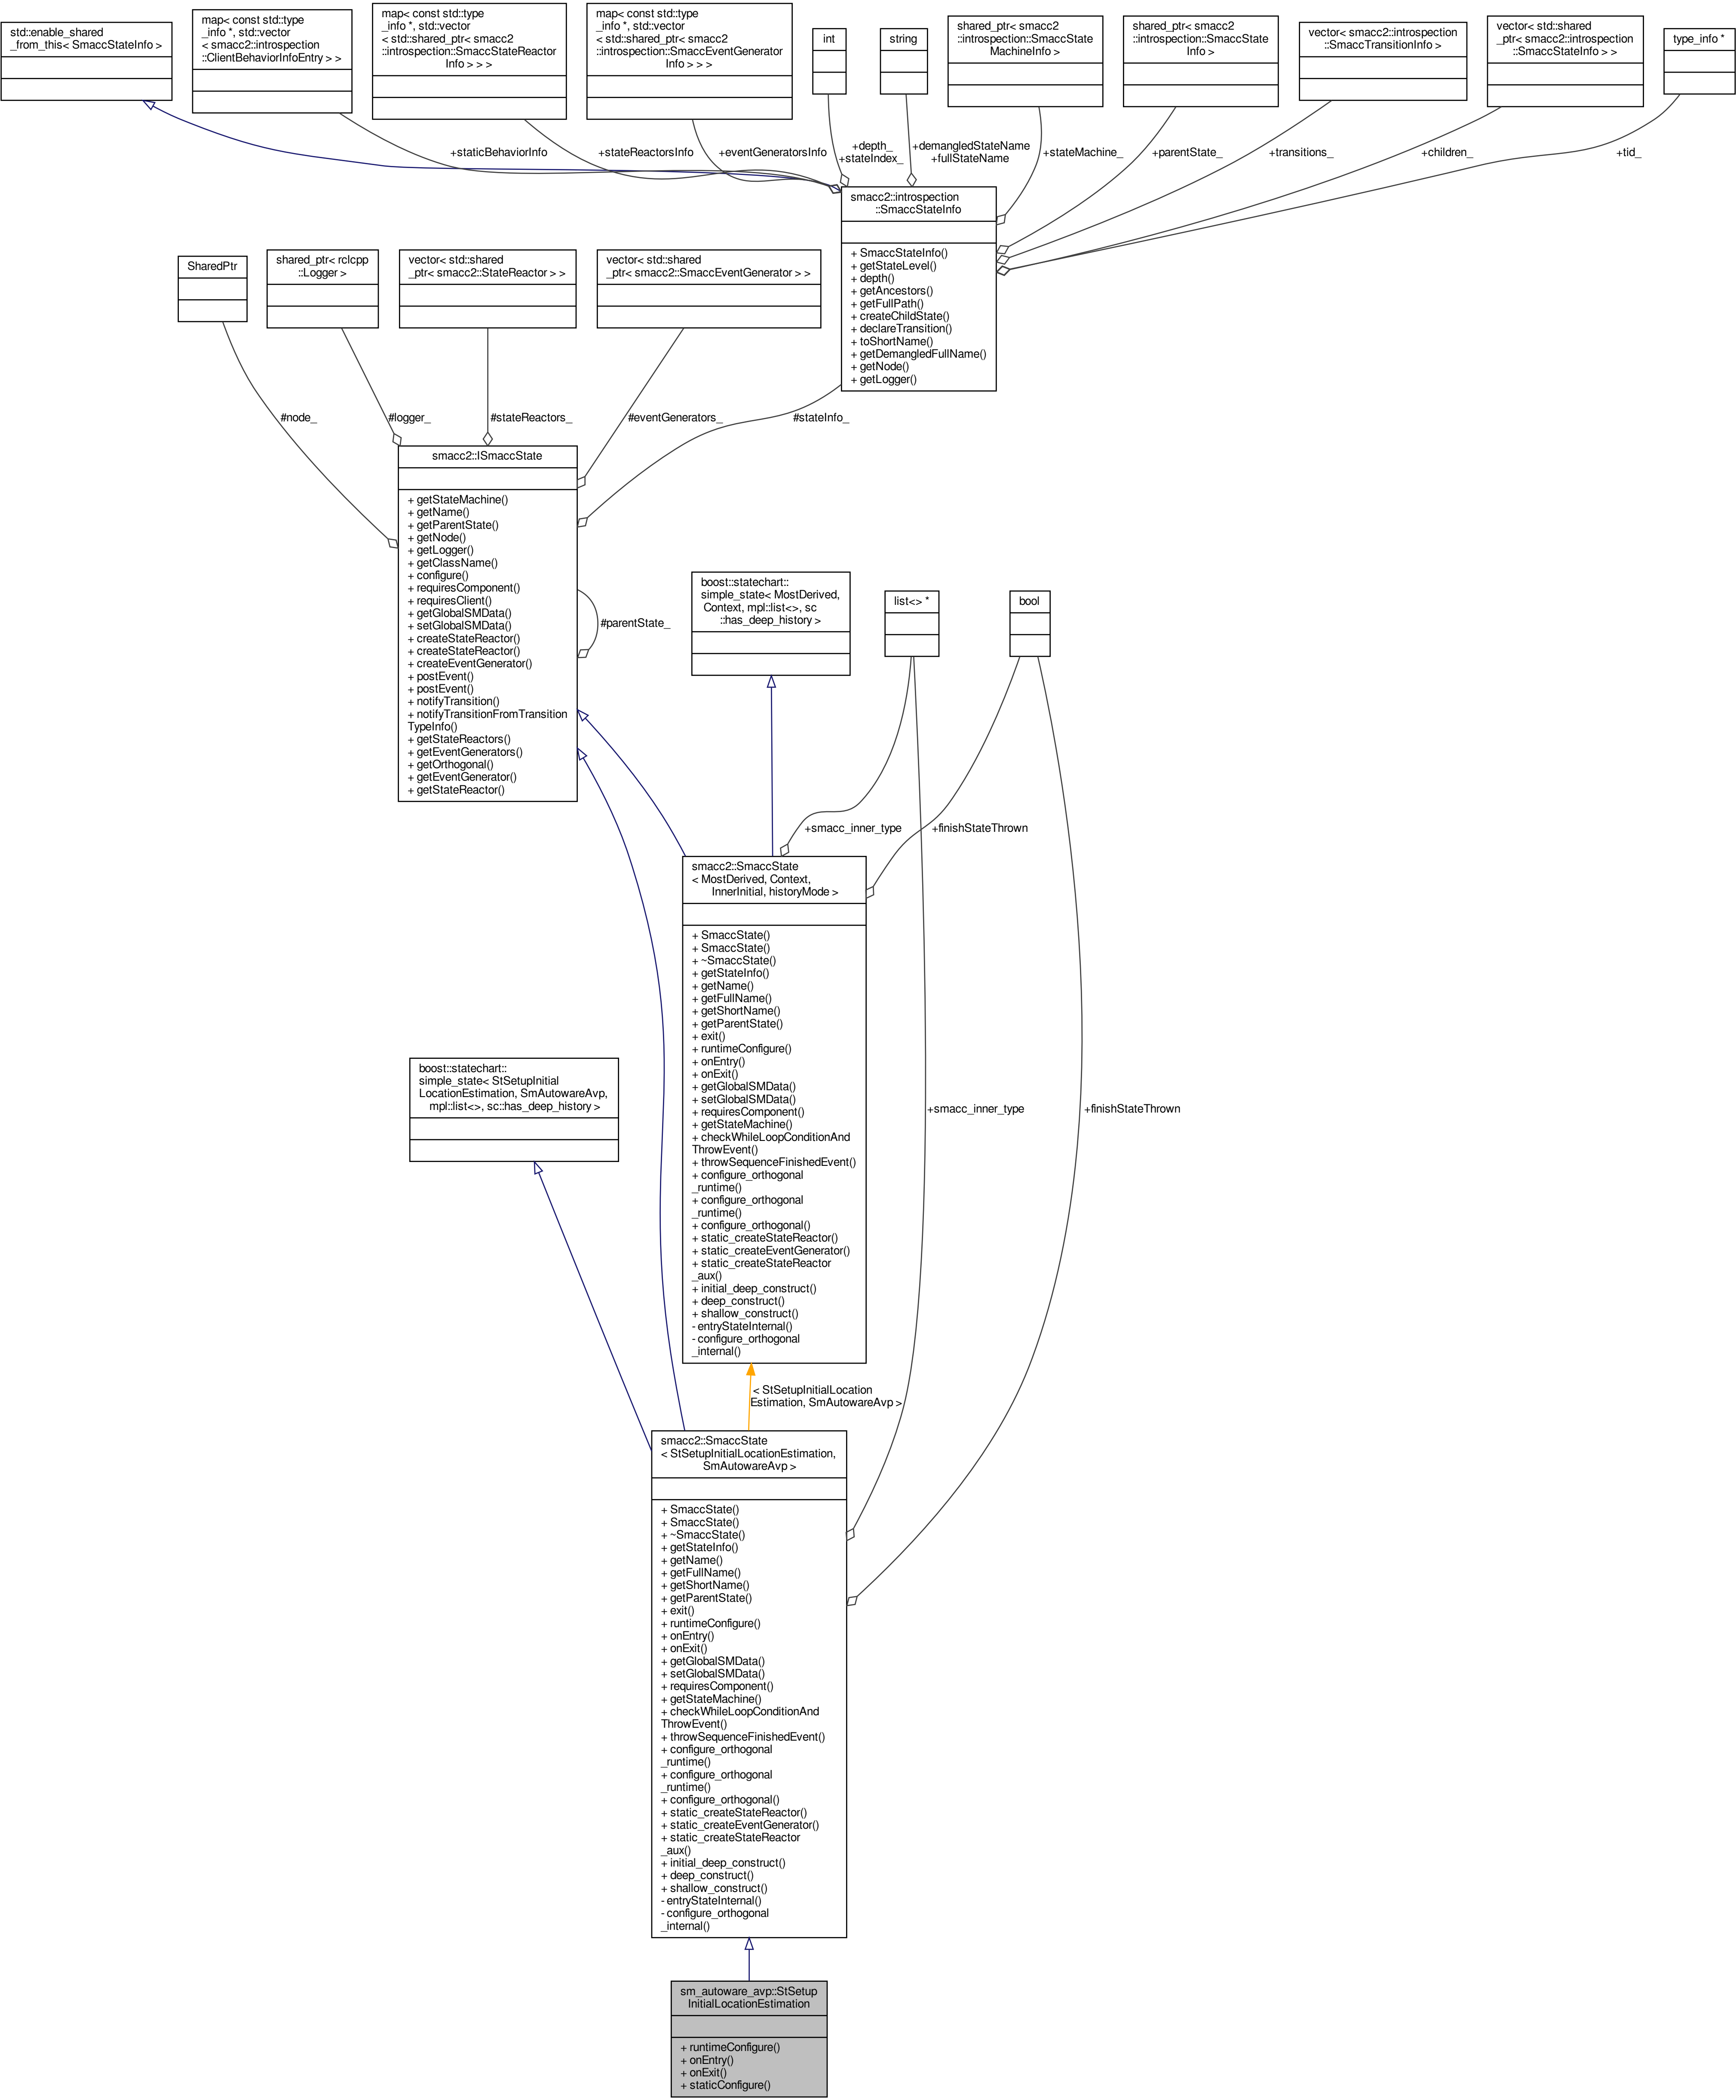 std::enable_shared
_from_this< SmaccStateInfo >
map< const std::type
_info *, std::vector
< smacc2::introspection
::ClientBehaviorInfoEntry > >
map< const std::type
_info *, std::vector
< std::shared_ptr< smacc2
::introspection::SmaccStateReactor
Info > > >
map< const std::type
_info *, std::vector
< std::shared_ptr< smacc2
::introspection::SmaccEventGenerator
Info > > >
int
string
shared_ptr< smacc2
::introspection::SmaccState
MachineInfo >
shared_ptr< smacc2
::introspection::SmaccState
Info >
vector< smacc2::introspection
::SmaccTransitionInfo >
vector< std::shared
_ptr< smacc2::introspection
::SmaccStateInfo > >
type_info *
+staticBehaviorInfo
+stateReactorsInfo
+eventGeneratorsInfo
+depth_
+stateIndex_
+demangledStateName
+fullStateName
+stateMachine_
+parentState_
+transitions_
+children_
+tid_
smacc2::introspection
::SmaccStateInfo
+ SmaccStateInfo()
+ getStateLevel()
+ depth()
+ getAncestors()
+ getFullPath()
+ createChildState()
+ declareTransition()
+ toShortName()
+ getDemangledFullName()
+ getNode()
+ getLogger()
SharedPtr
shared_ptr< rclcpp
::Logger >
vector< std::shared
_ptr< smacc2::StateReactor > >
vector< std::shared
_ptr< smacc2::SmaccEventGenerator > >
#node_
#logger_
#stateReactors_
#eventGenerators_
#stateInfo_
smacc2::ISmaccState
+ getStateMachine()
+ getName()
+ getParentState()
+ getNode()
+ getLogger()
+ getClassName()
+ configure()
+ requiresComponent()
+ requiresClient()
+ getGlobalSMData()
+ setGlobalSMData()
+ createStateReactor()
+ createStateReactor()
+ createEventGenerator()
+ postEvent()
+ postEvent()
+ notifyTransition()
+ notifyTransitionFromTransition
TypeInfo()
+ getStateReactors()
+ getEventGenerators()
+ getOrthogonal()
+ getEventGenerator()
+ getStateReactor()
#parentState_
boost::statechart::
simple_state< MostDerived,
Context, mpl::list<>, sc
::has_deep_history >
list<> *
bool
+smacc_inner_type
+finishStateThrown
smacc2::SmaccState
< MostDerived, Context,
InnerInitial, historyMode >
+ SmaccState()
+ SmaccState()
+ ~SmaccState()
+ getStateInfo()
+ getName()
+ getFullName()
+ getShortName()
+ getParentState()
+ exit()
+ runtimeConfigure()
+ onEntry()
+ onExit()
+ getGlobalSMData()
+ setGlobalSMData()
+ requiresComponent()
+ getStateMachine()
+ checkWhileLoopConditionAnd
ThrowEvent()
+ throwSequenceFinishedEvent()
+ configure_orthogonal
_runtime()
+ configure_orthogonal
_runtime()
+ configure_orthogonal()
+ static_createStateReactor()
+ static_createEventGenerator()
+ static_createStateReactor
_aux()
+ initial_deep_construct()
+ deep_construct()
+ shallow_construct()
- entryStateInternal()
- configure_orthogonal
_internal()
boost::statechart::
simple_state< StSetupInitial
LocationEstimation, SmAutowareAvp,
mpl::list<>, sc::has_deep_history >
+smacc_inner_type
+finishStateThrown
< StSetupInitialLocation
Estimation, SmAutowareAvp >
smacc2::SmaccState
< StSetupInitialLocationEstimation,
SmAutowareAvp >
+ SmaccState()
+ SmaccState()
+ ~SmaccState()
+ getStateInfo()
+ getName()
+ getFullName()
+ getShortName()
+ getParentState()
+ exit()
+ runtimeConfigure()
+ onEntry()
+ onExit()
+ getGlobalSMData()
+ setGlobalSMData()
+ requiresComponent()
+ getStateMachine()
+ checkWhileLoopConditionAnd
ThrowEvent()
+ throwSequenceFinishedEvent()
+ configure_orthogonal
_runtime()
+ configure_orthogonal
_runtime()
+ configure_orthogonal()
+ static_createStateReactor()
+ static_createEventGenerator()
+ static_createStateReactor
_aux()
+ initial_deep_construct()
+ deep_construct()
+ shallow_construct()
- entryStateInternal()
- configure_orthogonal
_internal()
sm_autoware_avp::StSetup
InitialLocationEstimation
+ runtimeConfigure()
+ onEntry()
+ onExit()
+ staticConfigure()